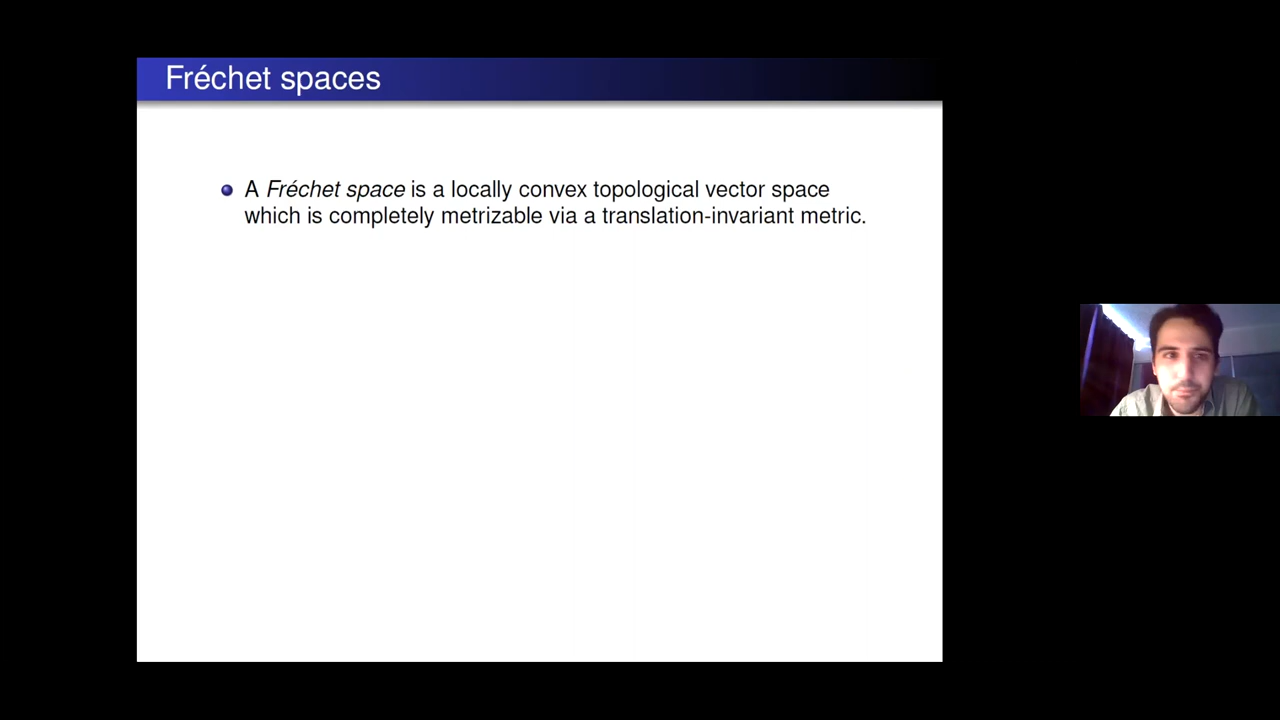 Fréchet spaces
A Fréchet space is a locally convex topological vector space
which is completely metrizable via a translation-invariant metric.